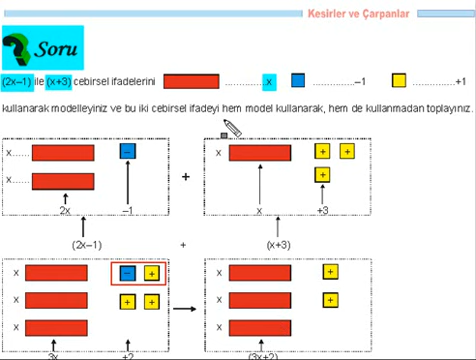 Kesirler ve Çarpanlar
Soru
(2x–1) ile (x+3) cebirsel ifadelerini .............. x ..............–1 ..............+1
kullanarak modelleyiniz ve bu iki cebirsel ifadeyi hem model kullanarak, hem de kullanmadan toplayınız.
x...... –
x......
2x –1
+
x + +
+
x +3
(2x–1) + (x+3)
x – +
x + +
x
3x +2
x +
x +
x
(3x+2)